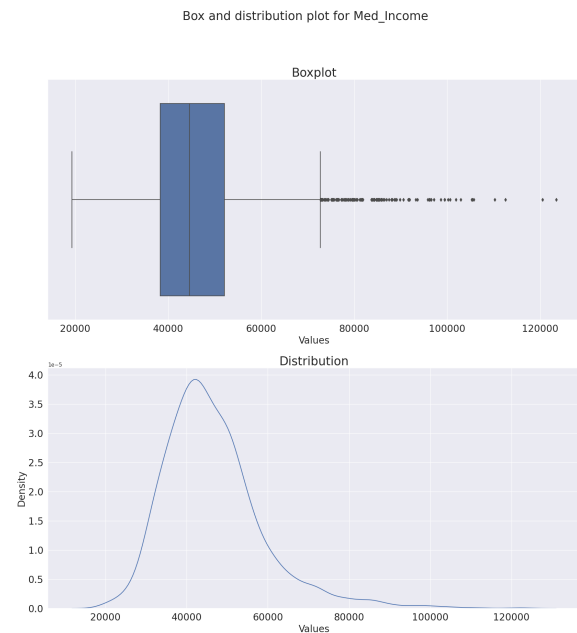 Box and distribution plot for Med_Income
Boxplot
20000 40000 60000 80000 100000 120000
Values
Distribution
1e−5
4.0
3.5
3.0
2.5
2.0
1.5
1.0
0.5
0.0
Density
20000 40000 60000 80000 100000 120000
Values